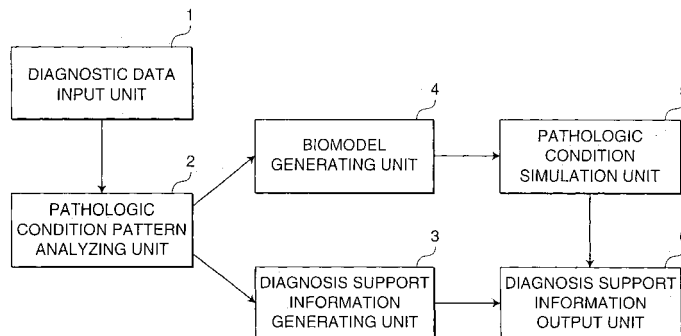 1
DIAGNOSTIC DATA
INPUT UNIT
2
PATHOLOGIC
CONDITION PATTERN
ANALYZING UNIT
4
BIOMODEL
GENERATING UNIT
PATHOLOGIC
CONDITION
SIMULATION UNIT
3
DIAGNOSIS SUPPORT
INFORMATION
GENERATING UNIT
DIAGNOSIS SUPPORT
INFORMATION
OUTPUT UNIT